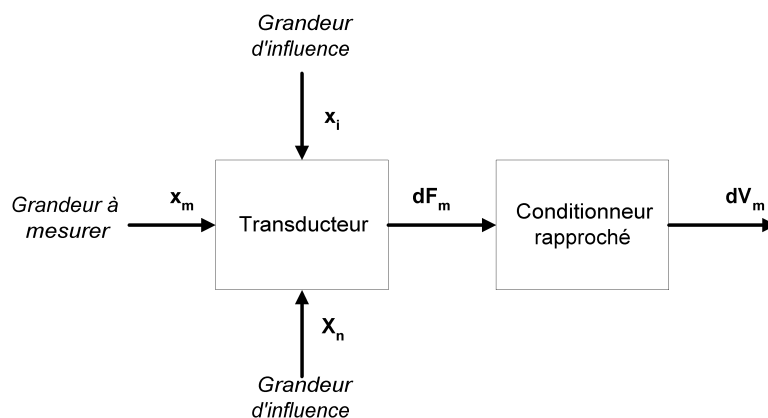 Grandeur
d'influence
x_i
Grandeur à
mesurer
x_m
Transducteur
dF_m
Conditionneur
rapproché
dV_m
X_n
Grandeur
d'influence